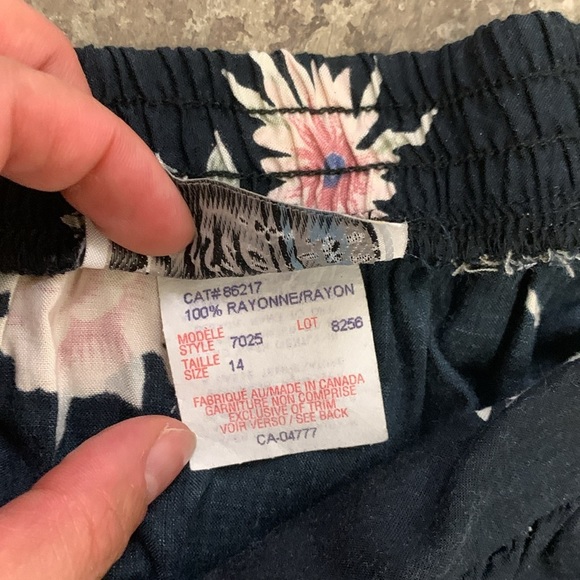 CAT# 86217
100% RAYONNE/RAYON
MODÈLE
STYLE 7025 LOT 8256
TAILLE
SIZE 14
FABRIQUE AU/MADE IN CANADA
GARNITURE NON COMPRISE
EXCLUSIVE OF TRIM
VOIR VERSO / SEE BACK
CA-04777